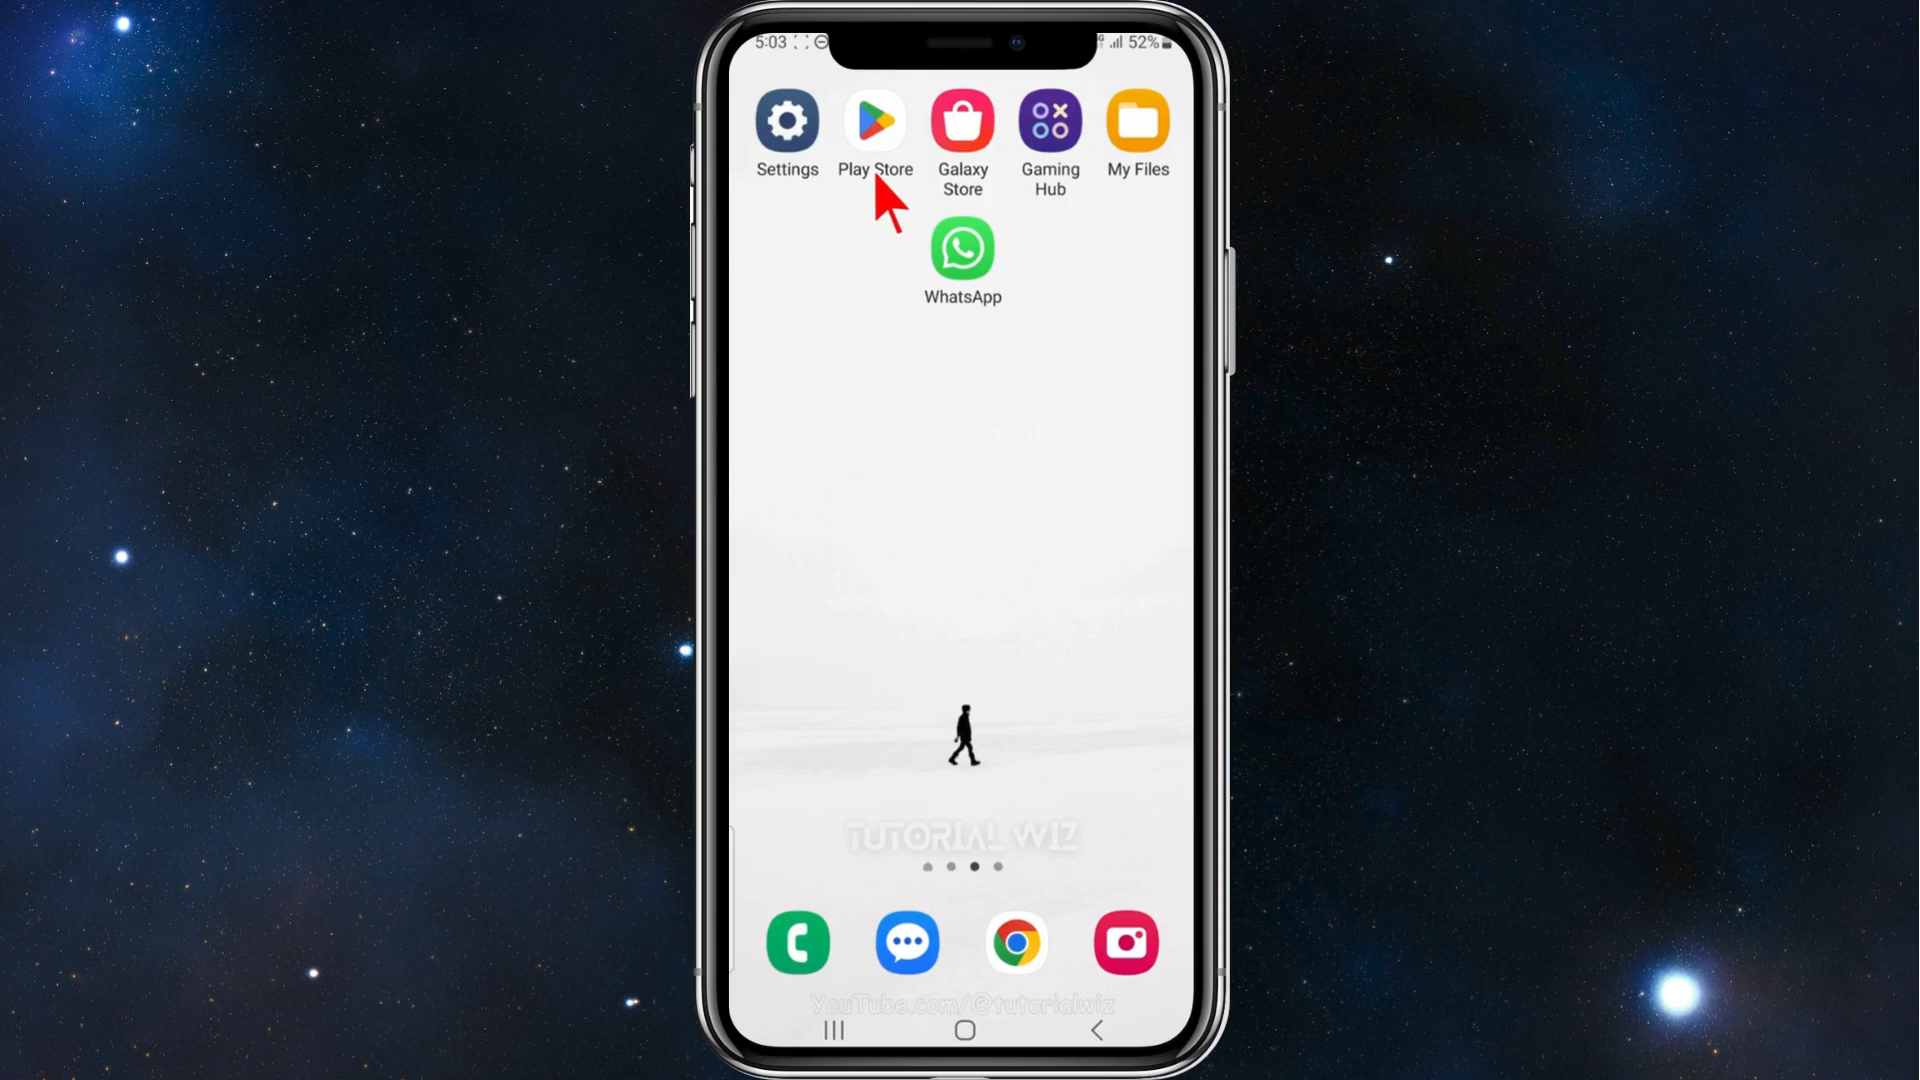 5:03
52%
Settings
Play Store
Galaxy Store
Gaming Hub
My Files
WhatsApp
TUTORIAL WIZ
YouTube.com/@tutorialwiz